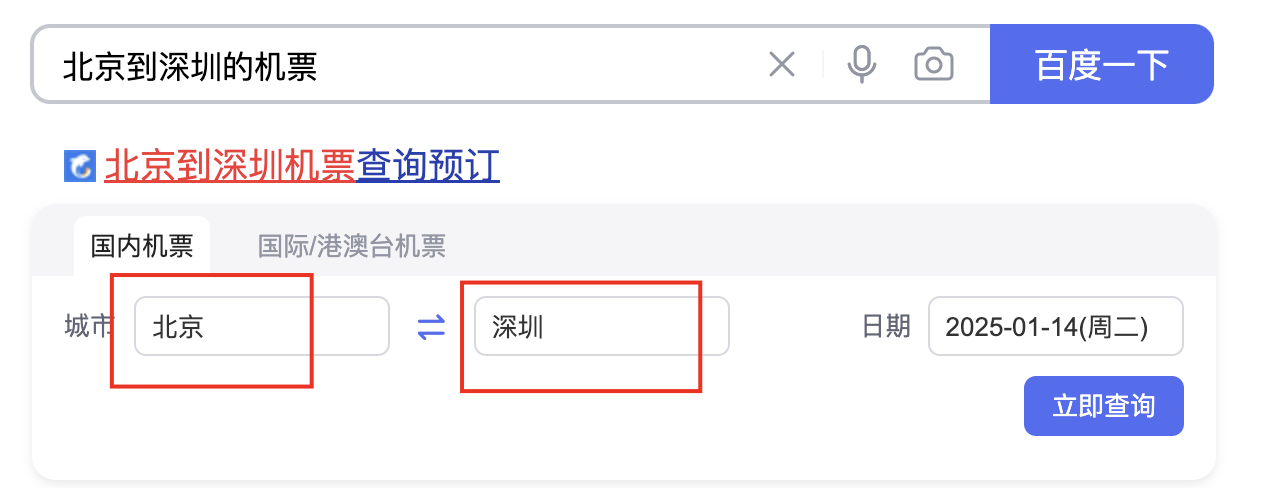 北京到深圳的机票 百度一下
北京到深圳机票查询预订
国内机票 国际/港澳台机票
城市 北京 深圳 日期 2025-01-14(周二)
立即查询